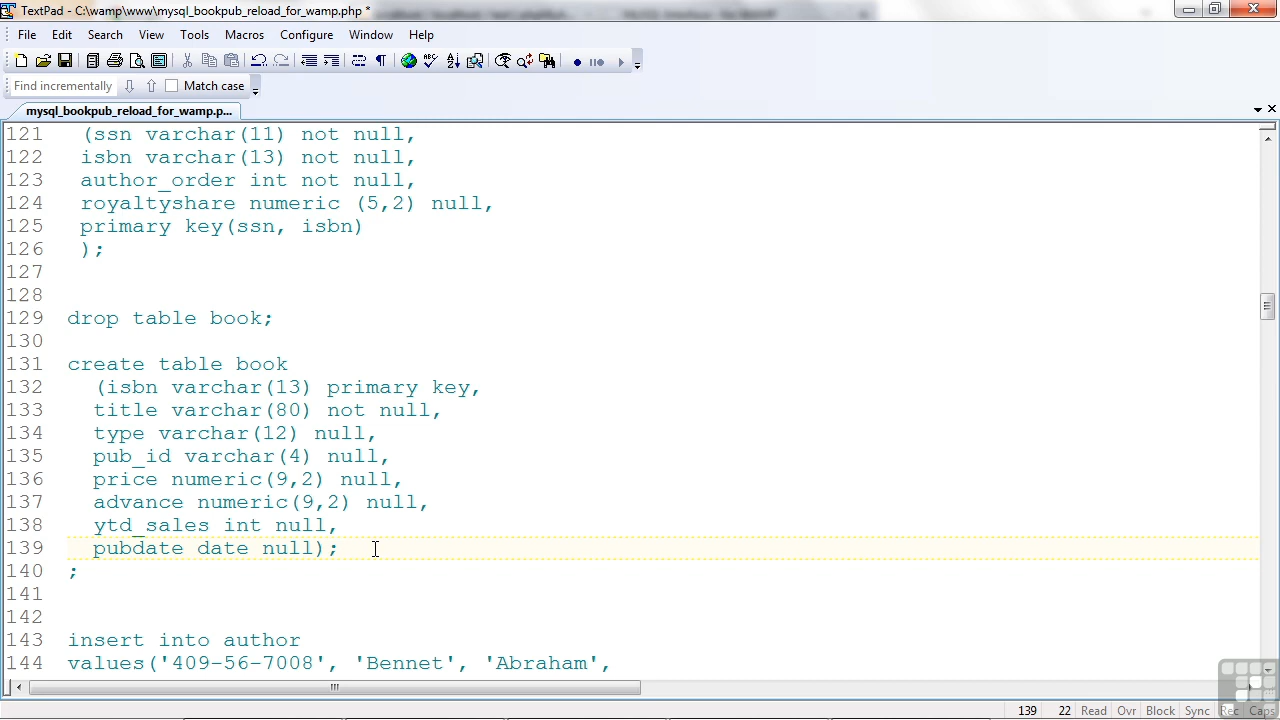 TextPad - C:\wamp\www\mysql_bookpub_reload_for_wamp.php *
File Edit Search View Tools Macros Configure Window Help
Find incrementally Match case
mysql_bookpub_reload_for_wamp.p...
121 (ssn varchar(11) not null,
122 isbn varchar(13) not null,
123 author_order int not null,
124 royaltyshare numeric (5,2) null,
125 primary key(ssn, isbn)
126 );
127
128
129 drop table book;
130
131 create table book
132 (isbn varchar(13) primary key,
133 title varchar(80) not null,
134 type varchar(12) null,
135 pub_id varchar(4) null,
136 price numeric(9,2) null,
137 advance numeric(9,2) null,
138 ytd_sales int null,
139 pubdate date null);
140 ;
141
142
143 insert into author
144 values('409-56-7008', 'Bennet', 'Abraham',
139 22 Read Ovr Block Sync Rec Caps